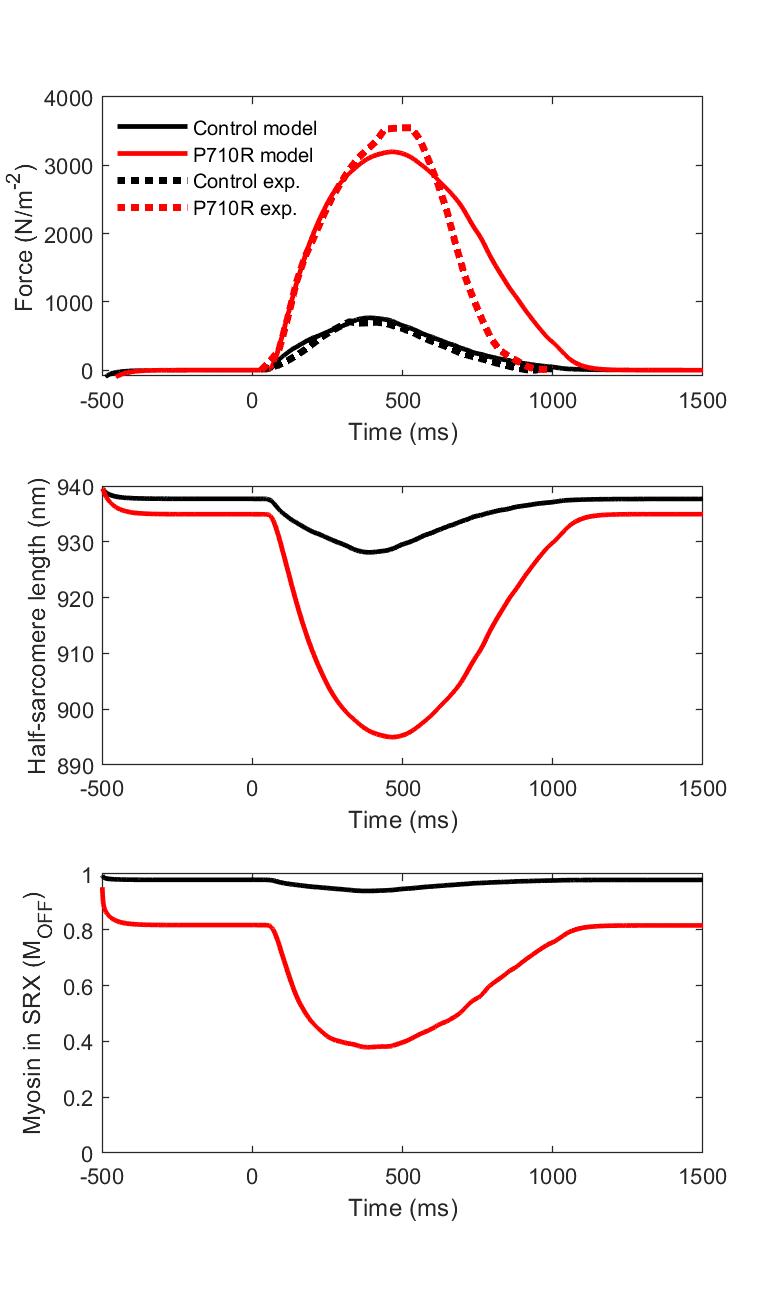 4000
3000
2000
1000
0
Force (N/m-2)
Control model
P710R model
Control exp.
P710R exp.
-500 0 500 1000 1500
Time (ms)
940
930
920
910
900
890
Half-sarcomere length (nm)
-500 0 500 1000 1500
Time (ms)
1
0.8
0.6
0.4
0.2
0
Myosin in SRX (MOFF)
-500 0 500 1000 1500
Time (ms)